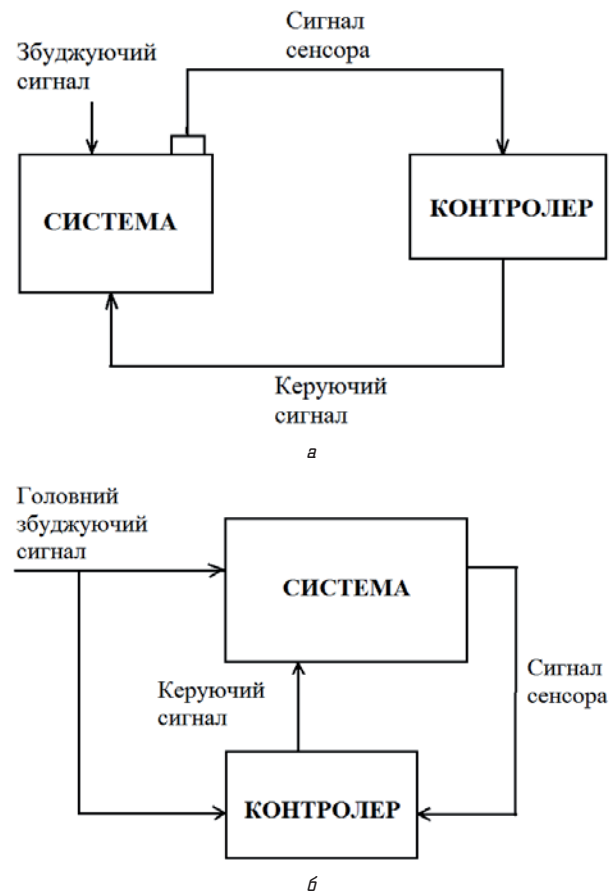 Збуджуючий
сигнал
Сигнал
сенсора
СИСТЕМА
КОНТРОЛЕР
Керуючий
сигнал
а
Головний
збуджуючий
сигнал
СИСТЕМА
Керуючий
сигнал
Сигнал
сенсора
КОНТРОЛЕР
б